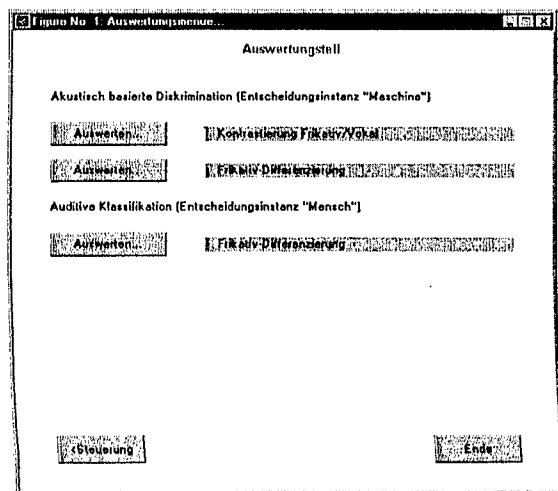 Figure No. 1: Auswertungsmenue...
Auswertungsteil
Akustisch basierte Diskrimination (Entscheidungsinstanz "Maschine")
Auswerten... Kontrastierung Frikativ/Vokal
Auswerten... Frikativ-Differenzierung
Auditive Klassifikation (Entscheidungsinstanz "Mensch")
Auswerten... Frikativ-Differenzierung
<Steuerung Ende